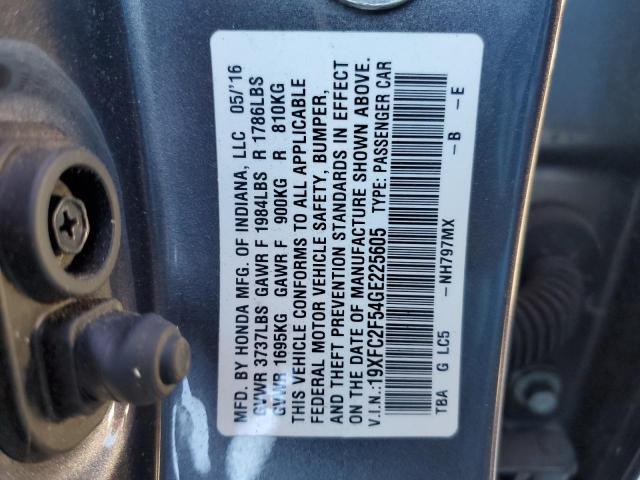 MFD. BY HONDA MFG. OF INDIANA, LLC 05/'16
GVWR 3737LBS GAWR F 1984LBS R 1786LBS
GVWR 1695KG GAWR F 900KG R 810KG
THIS VEHICLE CONFORMS TO ALL APPLICABLE
FEDERAL MOTOR VEHICLE SAFETY, BUMPER,
AND THEFT PREVENTION STANDARDS IN EFFECT
ON THE DATE OF MANUFACTURE SHOWN ABOVE.
V.I.N.:19XFC2F54GE225605 TYPE: PASSENGER CAR
TBA G LC5 -NH797MX -B -E